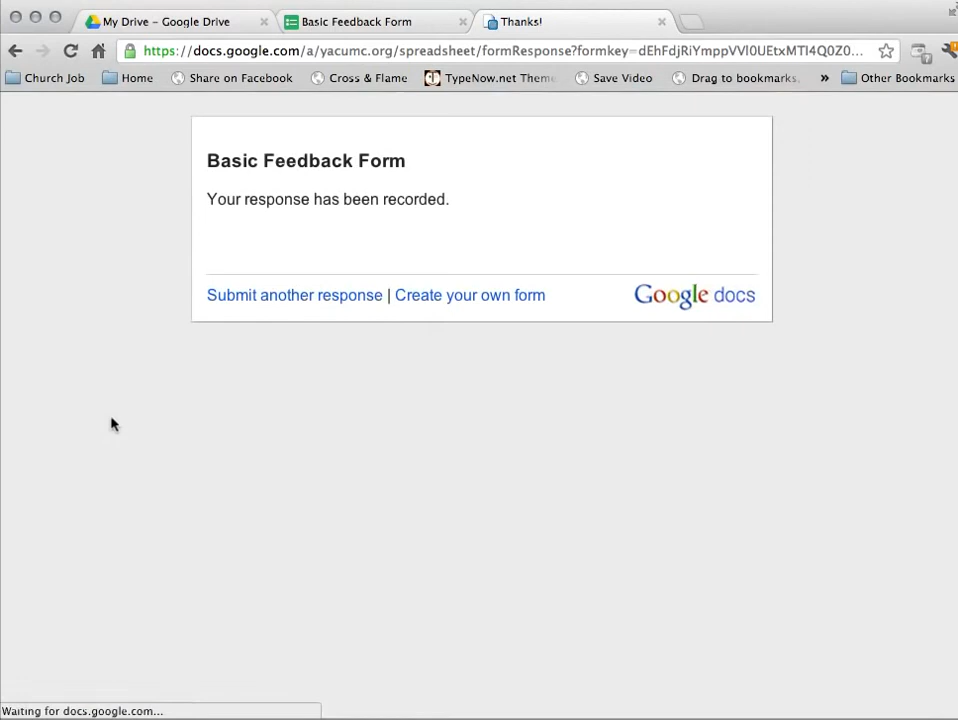 My Drive – Google Drive
Basic Feedback Form
Thanks!
https://docs.google.com/a/yacumc.org/spreadsheet/formResponse?formkey=dEhFdjRiYmppVVl0UEtxMTI4Q0Z0...
Church Job
Home
Share on Facebook
Cross & Flame
TypeNow.net Theme
Save Video
Drag to bookmarks.
»
Other Bookmarks
Basic Feedback Form
Your response has been recorded.
Submit another response | Create your own form
Google docs
Waiting for docs.google.com...